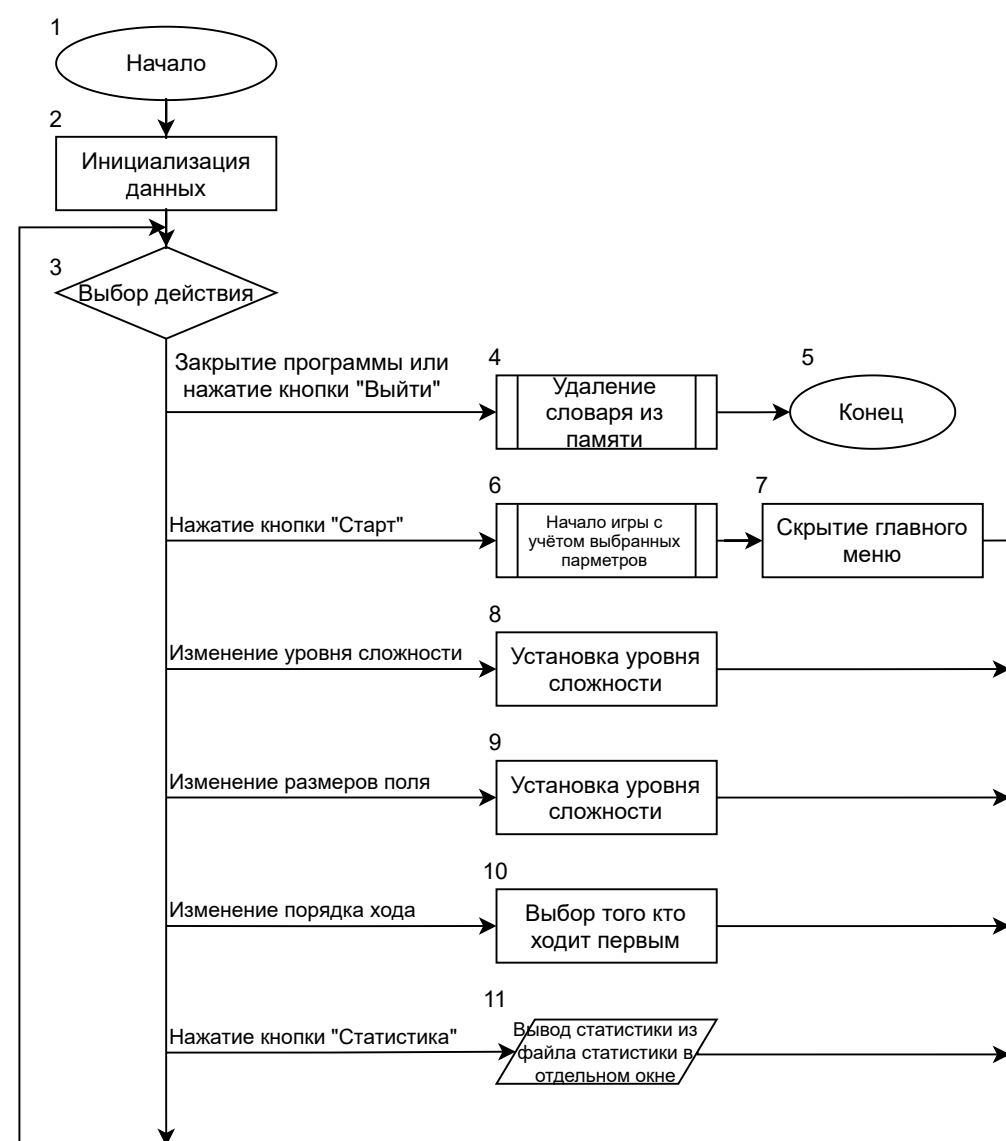 1
Начало
2
Инициализация
данных
3
Выбор действия
Закрытие программы или
нажатие кнопки "Выйти"
4
Удаление
словаря из
памяти
5
Конец
Нажатие кнопки "Старт"
6
Начало игры с
учётом выбранных
парметров
7
Скрытие главного
меню
Изменение уровня сложности
8
Установка уровня
сложности
Изменение размеров поля
9
Установка уровня
сложности
Изменение порядка хода
10
Выбор того кто
ходит первым
Нажатие кнопки "Статистика"
11
Вывод статистики из
файла статистики в
отдельном окне